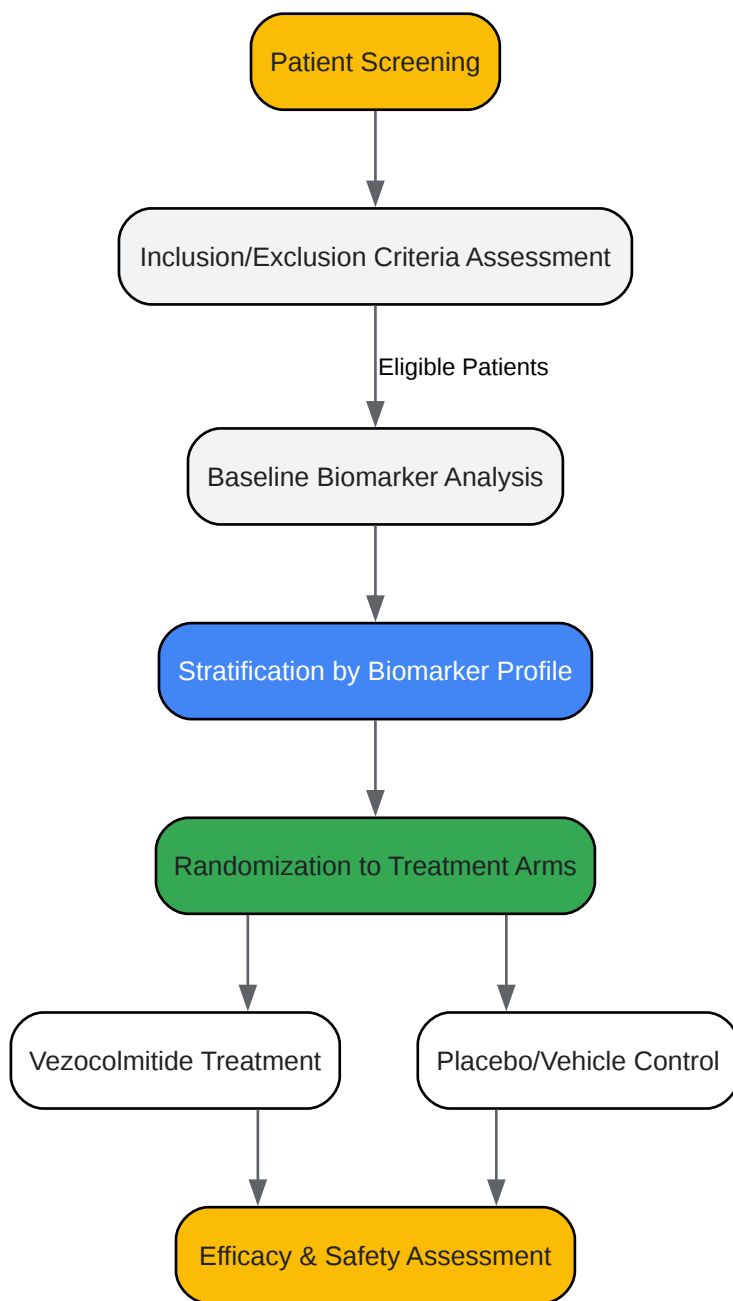 Patient Screening
Inclusion/Exclusion Criteria Assessment
Eligible Patients
Baseline Biomarker Analysis
Stratification by Biomarker Profile
Randomization to Treatment Arms
Vezocolmitide Treatment
Placebo/Vehicle Control
Efficacy & Safety Assessment